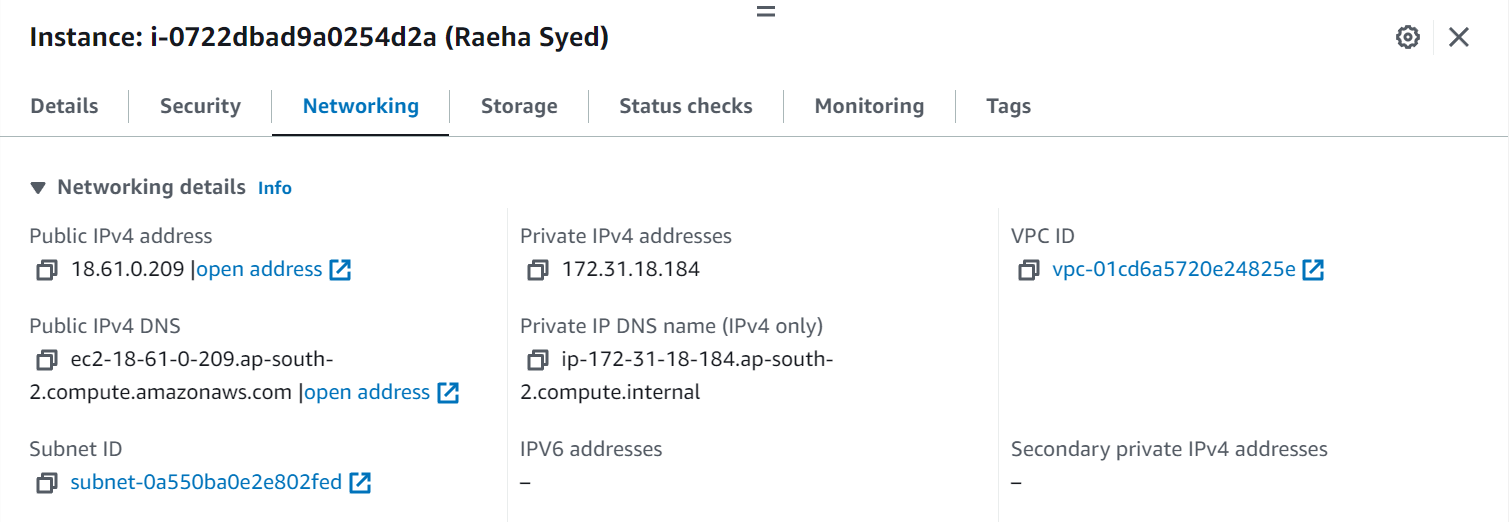 Instance: i-0722dbad9a0254d2a (Raeha Syed)
Details
Security
Networking
Storage
Status checks
Monitoring
Tags
Networking details Info
Public IPv4 address
18.61.0.209 |open address
Private IPv4 addresses
172.31.18.184
VPC ID
vpc-01cd6a5720e24825e
Public IPv4 DNS
ec2-18-61-0-209.ap-south-
2.compute.amazonaws.com |open address
Private IP DNS name (IPv4 only)
ip-172-31-18-184.ap-south-
2.compute.internal
Subnet ID
subnet-0a550ba0e2e802fed
IPV6 addresses
–
Secondary private IPv4 addresses
–